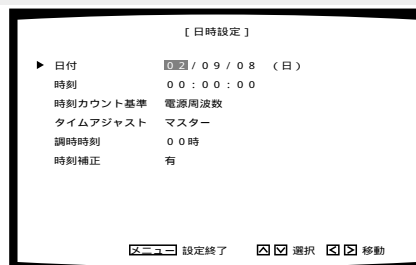 ［日時設定］
▶ 日付 ０２/０９/０８ （日）
時刻 ００:００:００
時刻カウント基準 電源周波数
タイムアジャスト マスター
調時時刻 ００時
時刻補正 有
メニュー 設定終了 ∧ ∨ 選択 < > 移動